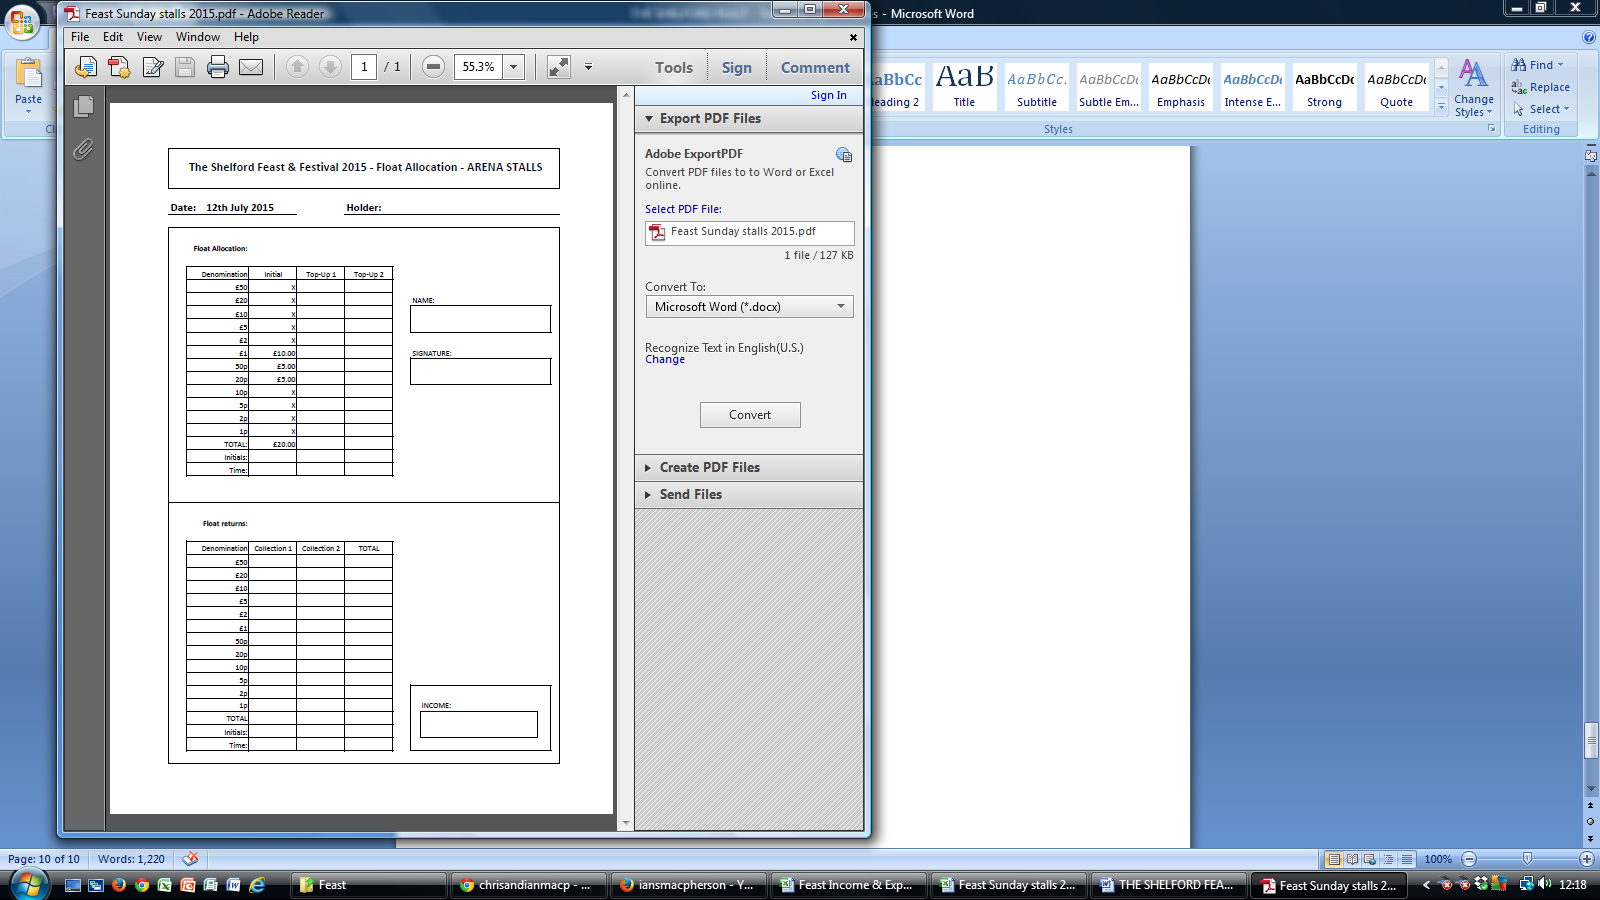 Feast Sunday stalls 2015.pdf - Adobe Reader
- Microsoft Word
File Edit View Window Help
1 / 1 55.3% Tools Sign Comment
Paste
Heading 2 Title Subtitle Subtle Em... Emphasis Intense E... Strong Quote
AaB AaBbCc. AaBbCcDc AaBbCcDc AaBbCcDc AaBbCcDc AaBbCcDc
Change Styles
Find
Replace
Select
Styles
Editing
Sign In
Export PDF Files
Adobe ExportPDF
Convert PDF files to to Word or Excel
online.
Select PDF File:
Feast Sunday stalls 2015.pdf
1 file / 127 KB
Convert To:
Microsoft Word (*.docx)
Recognize Text in English(U.S.)
Change
Convert
Create PDF Files
Send Files
The Shelford Feast & Festival 2015 - Float Allocation - ARENA STALLS
Date: 12th July 2015 Holder:
Float Allocation:
Denomination Initial Top-Up 1 Top-Up 2
£50 X
£20 X
£10 X
£5 X
£2 X
£1 £10.00
50p £5.00
20p £5.00
10p X
5p X
2p X
1p X
TOTAL: £20.00
Initials:
Time:
NAME:
SIGNATURE:
Float returns:
Denomination Collection 1 Collection 2 TOTAL
£50
£20
£10
£5
£2
£1
50p
20p
10p
5p
2p
1p
TOTAL
Initials:
Time:
INCOME:
Page: 10 of 10 Words: 1,220 100%
Feast chrisandianmacp - ... iansmacpherson - Y... Feast Income & Exp... Feast Sunday stalls 2... THE SHELFORD FEA... Feast Sunday stalls 2... 12:18